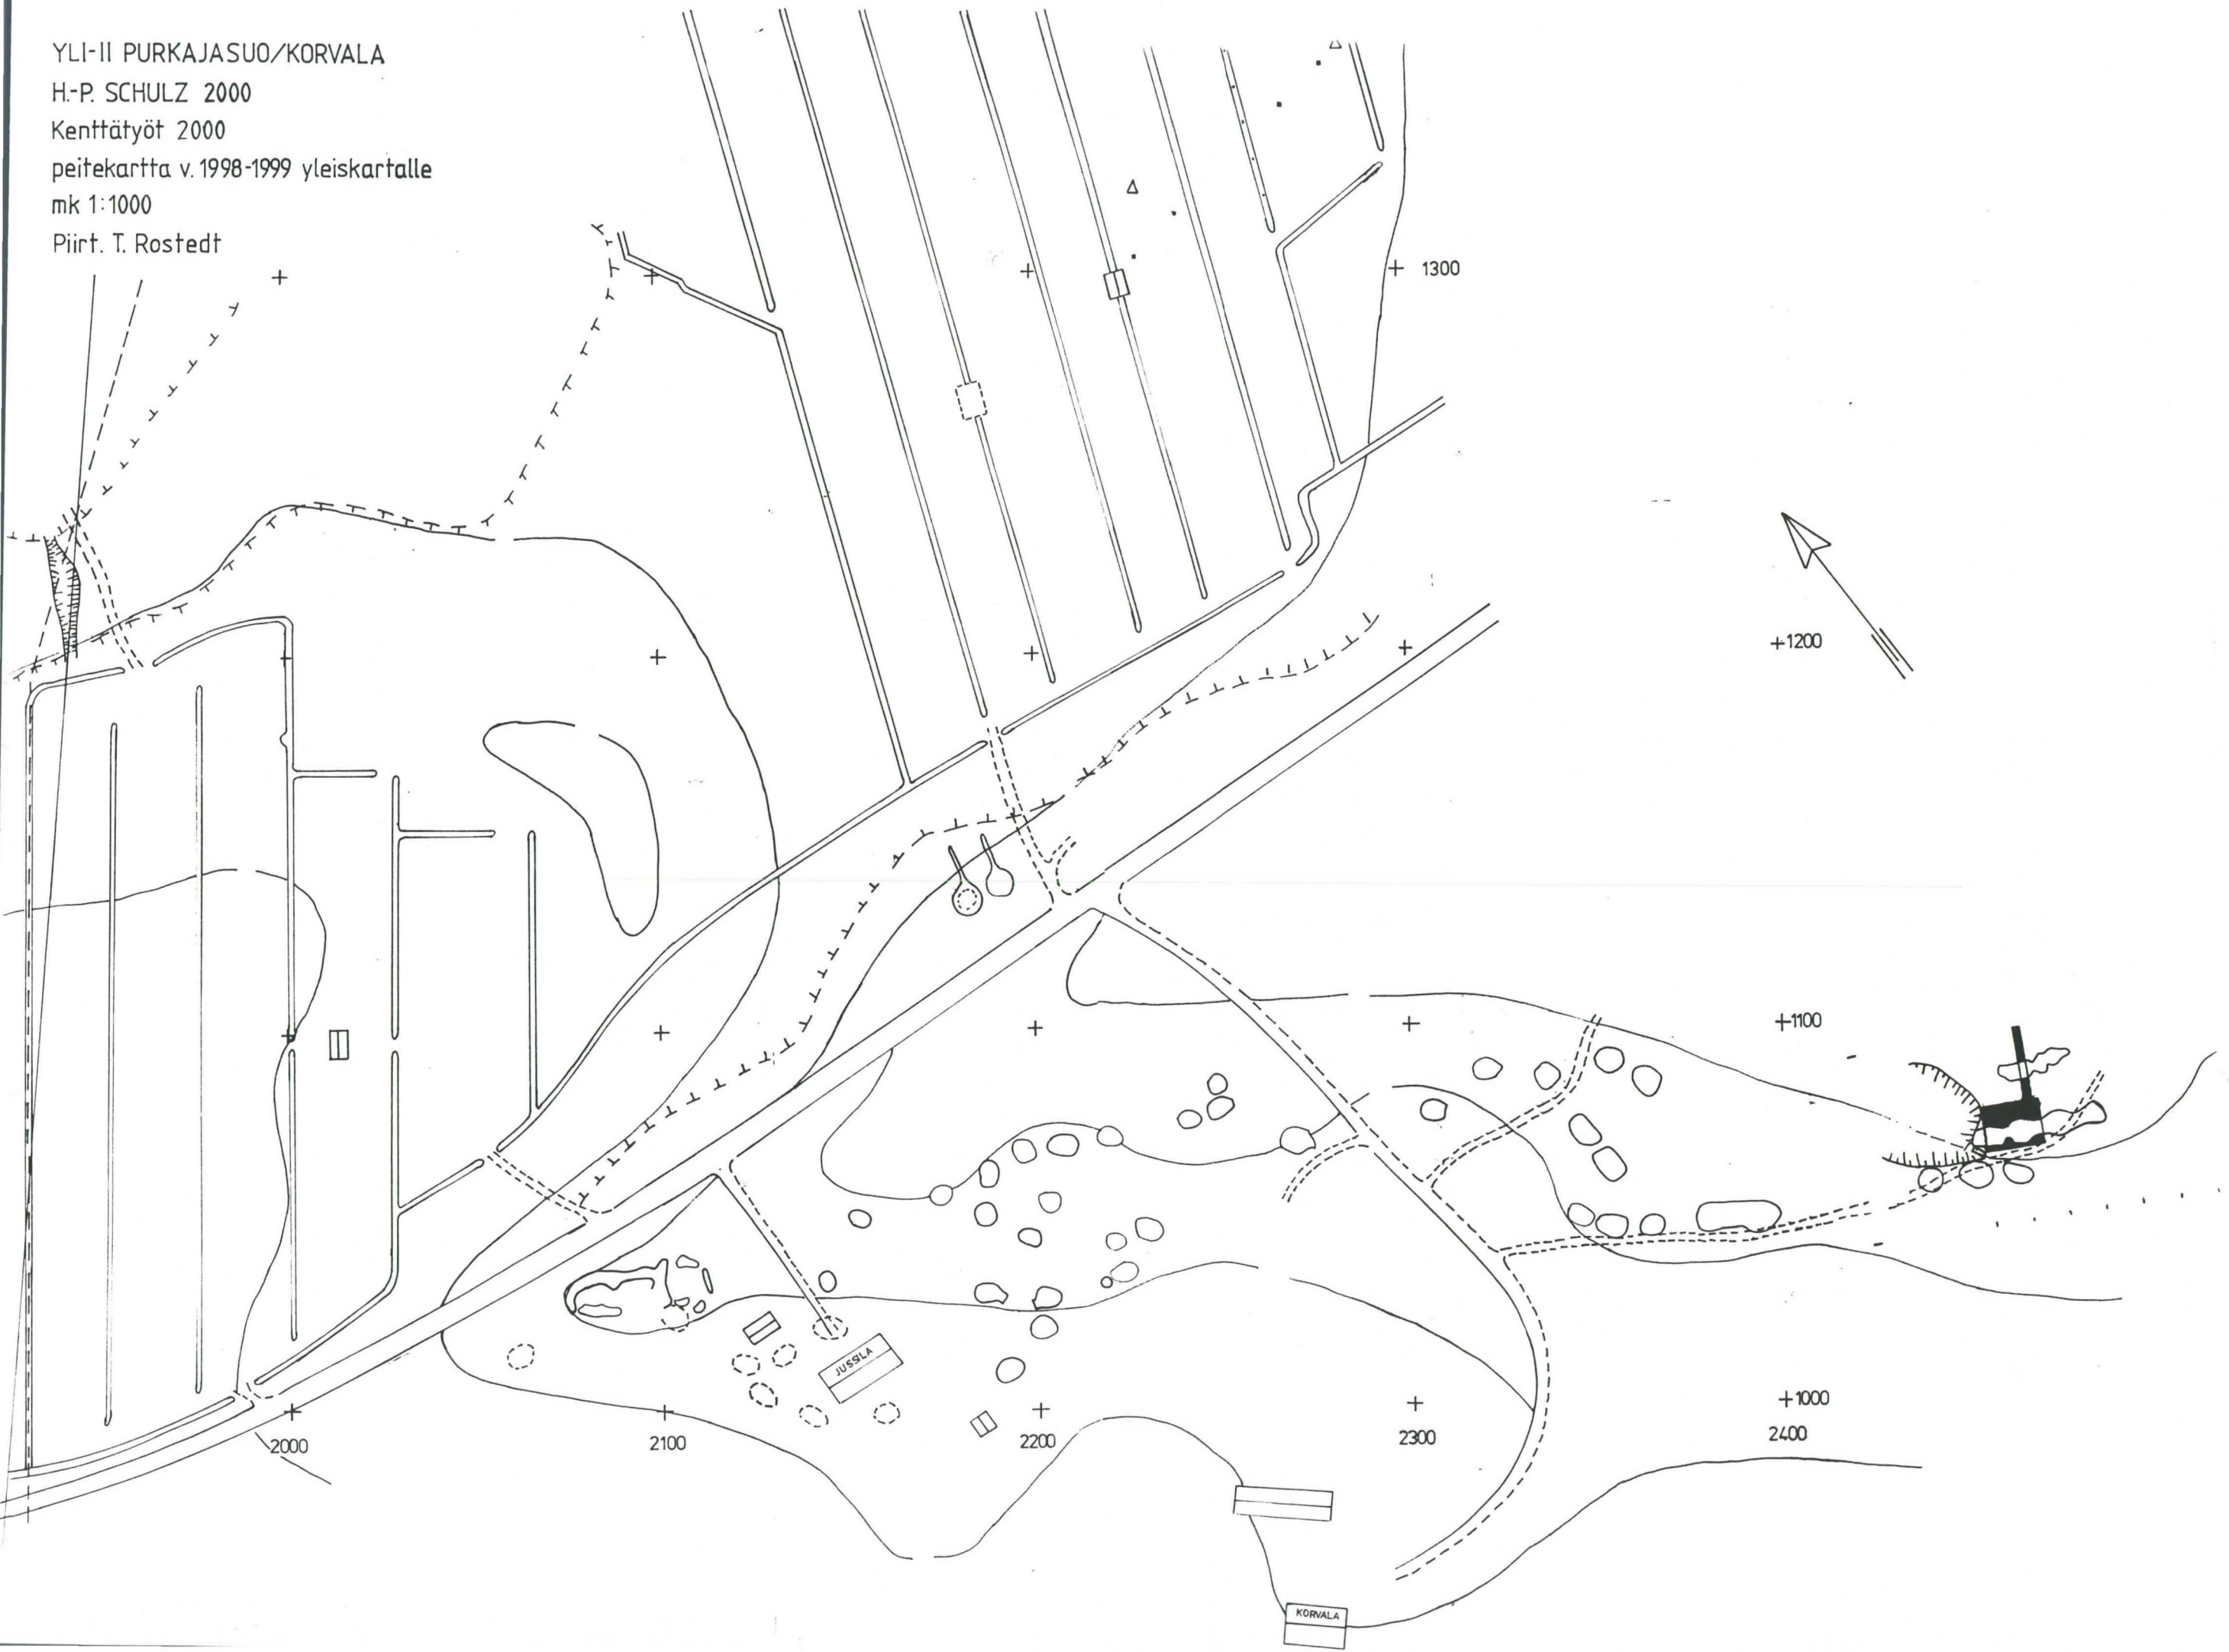 YLI-II PURKAJASUO/KORVALA
H.-P. SCHULZ 2000
Kenttätyöt 2000
peitekartta v. 1998-1999 yleiskartalle
mk 1:1000
Piirt. T. Rostedt
1300
1200
1100
1000
2000
2100
2200
2300
2400
JUSSILA
KORVALA